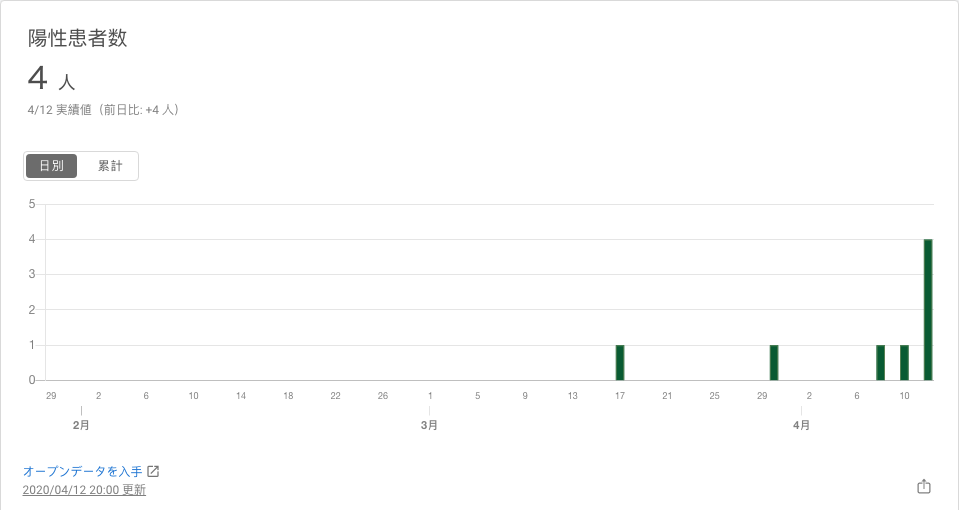 陽性患者数
4 人
4/12 実績値（前日比: +4 人）
日別 累計
5
4
3
2
1
0
29 2 6 10 14 18 22 26 1 5 9 13 17 21 25 29 2 6 10
2月 3月 4月
オープンデータを入手
2020/04/12 20:00 更新